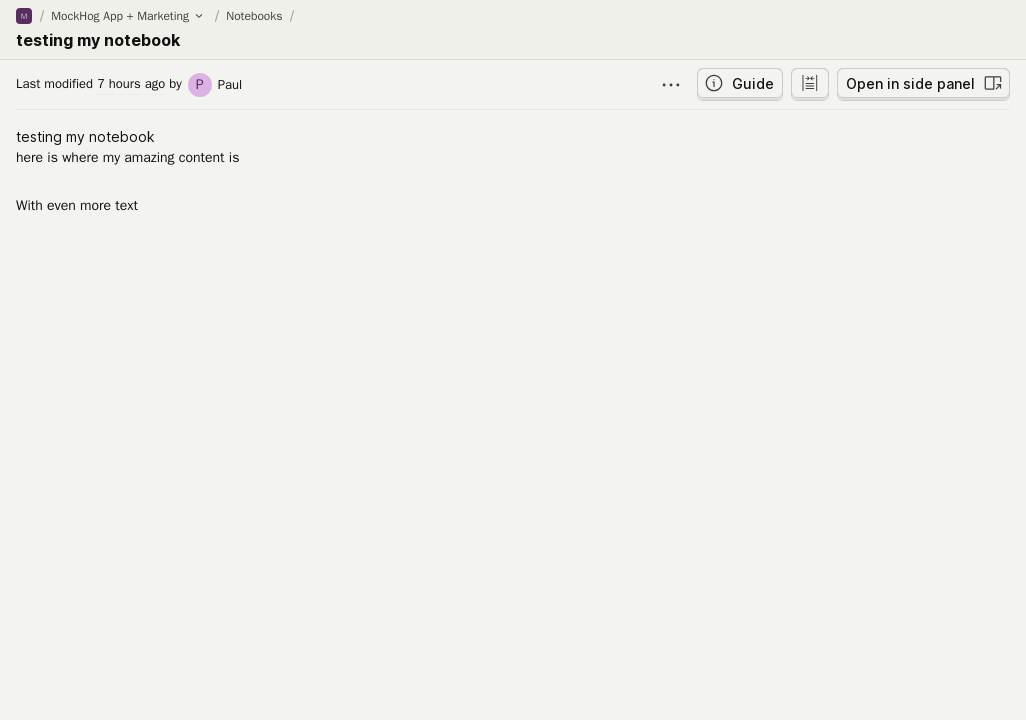 M / MockHog App + Marketing / Notebooks /
testing my notebook
Last modified 7 hours ago by P Paul
Guide
Open in side panel
testing my notebook
here is where my amazing content is
With even more text